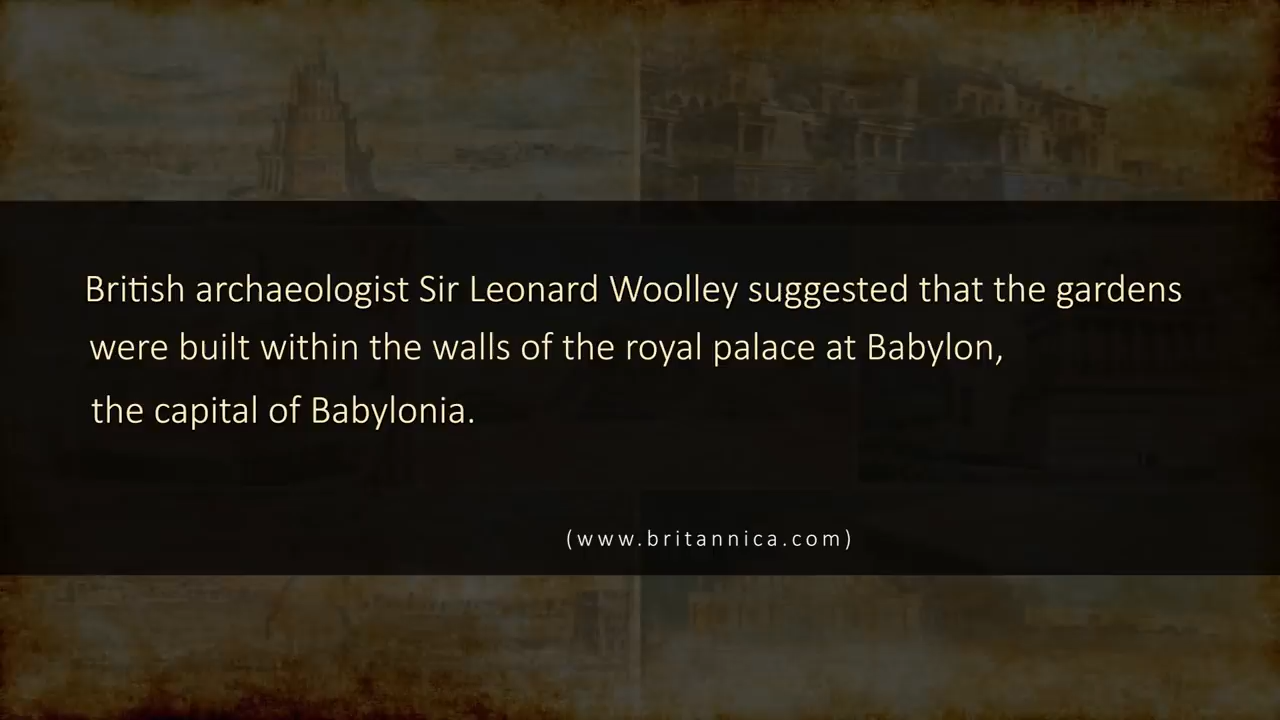 British archaeologist Sir Leonard Woolley suggested that the gardens
were built within the walls of the royal palace at Babylon,
the capital of Babylonia.
(www.britannica.com)